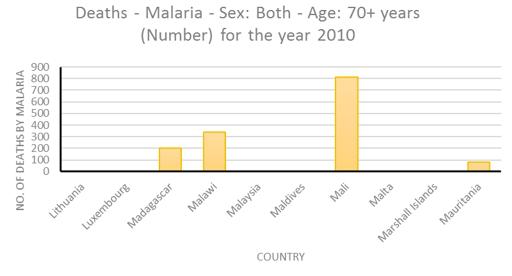 Deaths - Malaria - Sex: Both - Age: 70+ years
(Number) for the year 2010
NO. OF DEATHS BY MALARIA
900
800
700
600
500
400
300
200
100
0
Lithuania
Luxembourg
Madagascar
Malawi
Malaysia
Maldives
Mali
Malta
Marshall Islands
Mauritania
COUNTRY